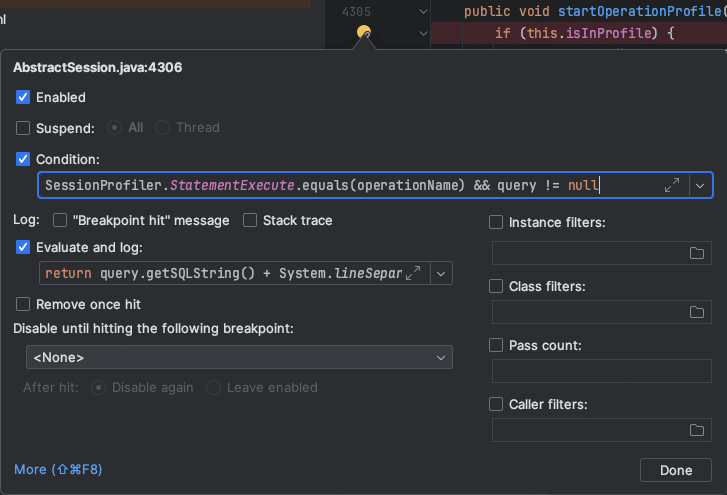 nl
4305
public void startOperationProfile(
if (this.isInProfile) {
AbstractSession.java:4306
Enabled
Suspend: All Thread
Condition:
SessionProfiler.StatementExecute.equals(operationName) && query != null
Log: "Breakpoint hit" message Stack trace
Instance filters:
Evaluate and log:
return query.getSQLString() + System.lineSepar
Class filters:
Remove once hit
Disable until hitting the following breakpoint:
Pass count:
<None>
After hit: Disable again Leave enabled
Caller filters:
More (⇧⌘F8)
Done